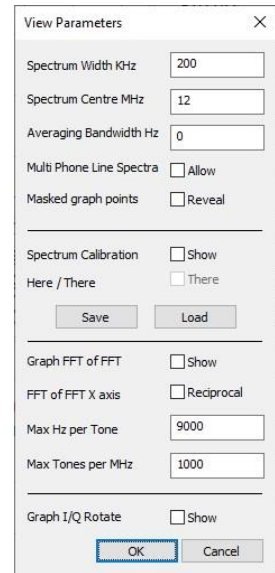 View Parameters
Spectrum Width KHz 200
Spectrum Centre MHz 12
Averaging Bandwidth Hz 0
Multi Phone Line Spectra Allow
Masked graph points Reveal
Spectrum Calibration Show
Here / There There
Save Load
Graph FFT of FFT Show
FFT of FFT X axis Reciprocal
Max Hz per Tone 9000
Max Tones per MHz 1000
Graph I/Q Rotate Show
OK Cancel